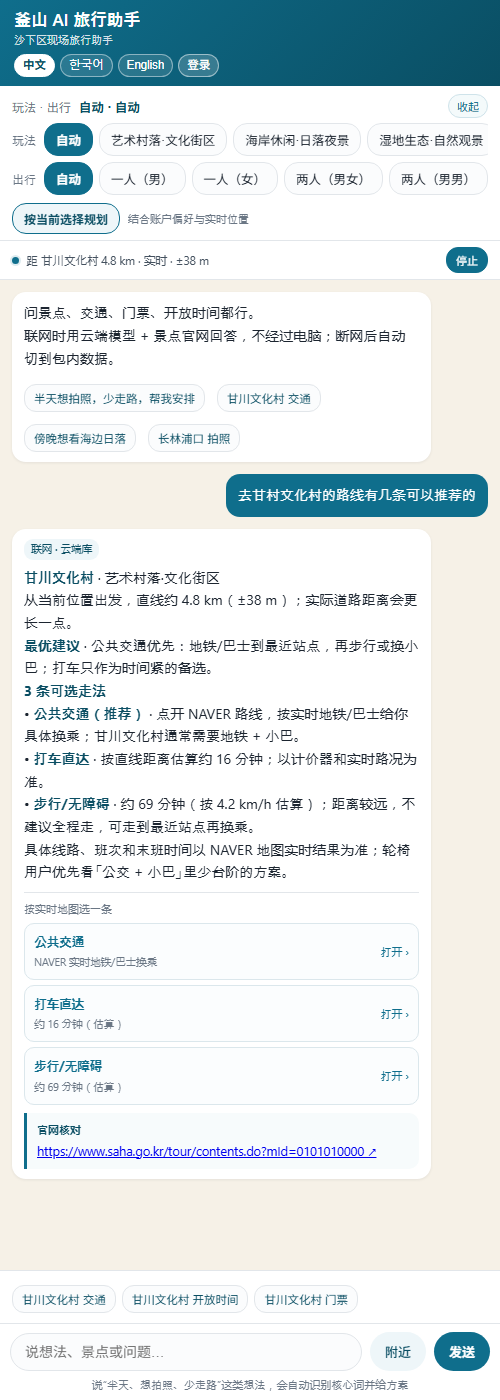 釜山 AI 旅行助手
沙下区现场旅行助手
中文 한국어 English 登录
玩法 · 出行 自动 · 自动 收起
玩法 自动 艺术村落·文化街区 海岸休闲·日落夜景 湿地生态·自然观景
出行 自动 一人（男） 一人（女） 两人（男女） 两人（男男）
按当前选择规划 结合账户偏好与实时位置
距 甘川文化村 4.8 km · 实时 · ±38 m 停止
问景点、交通、门票、开放时间都行。
联网时用云端模型 + 景点官网回答，不经过电脑；断网后自动
切到包内数据。
半天想拍照，少走路，帮我安排 甘川文化村 交通
傍晚想看海边日落 长林浦口 拍照
去甘村文化村的路线有几条可以推荐的
联网 · 云端库
甘川文化村 · 艺术村落·文化街区
从当前位置出发，直线约 4.8 km（±38 m）；实际道路距离会更
长一点。
最优建议 · 公共交通优先：地铁/巴士到最近站点，再步行或换小
巴；打车只作为时间紧的备选。
3 条可选走法
• 公共交通（推荐） · 点开 NAVER 路线，按实时地铁/巴士给你
具体换乘；甘川文化村通常需要地铁 + 小巴。
• 打车直达 · 按直线距离估算约 16 分钟；以计价器和实时路况为
准。
• 步行/无障碍 · 约 69 分钟（按 4.2 km/h 估算）；距离较远，不
建议全程走，可走到最近站点再换乘。
具体线路、班次和末班时间以 NAVER 地图实时结果为准；轮椅
用户优先看「公交 + 小巴」里少台阶的方案。
按实时地图选一条
公共交通
NAVER 实时地铁/巴士换乘 打开 ›
打车直达
约 16 分钟（估算） 打开 ›
步行/无障碍
约 69 分钟（估算） 打开 ›
官网核对
https://www.saha.go.kr/tour/contents.do?mId=0101010000 ↗
甘川文化村 交通 甘川文化村 开放时间 甘川文化村 门票
说想法、景点或问题... 附近 发送
说“半天、想拍照、少走路”这类想法，会自动识别核心词并给方案